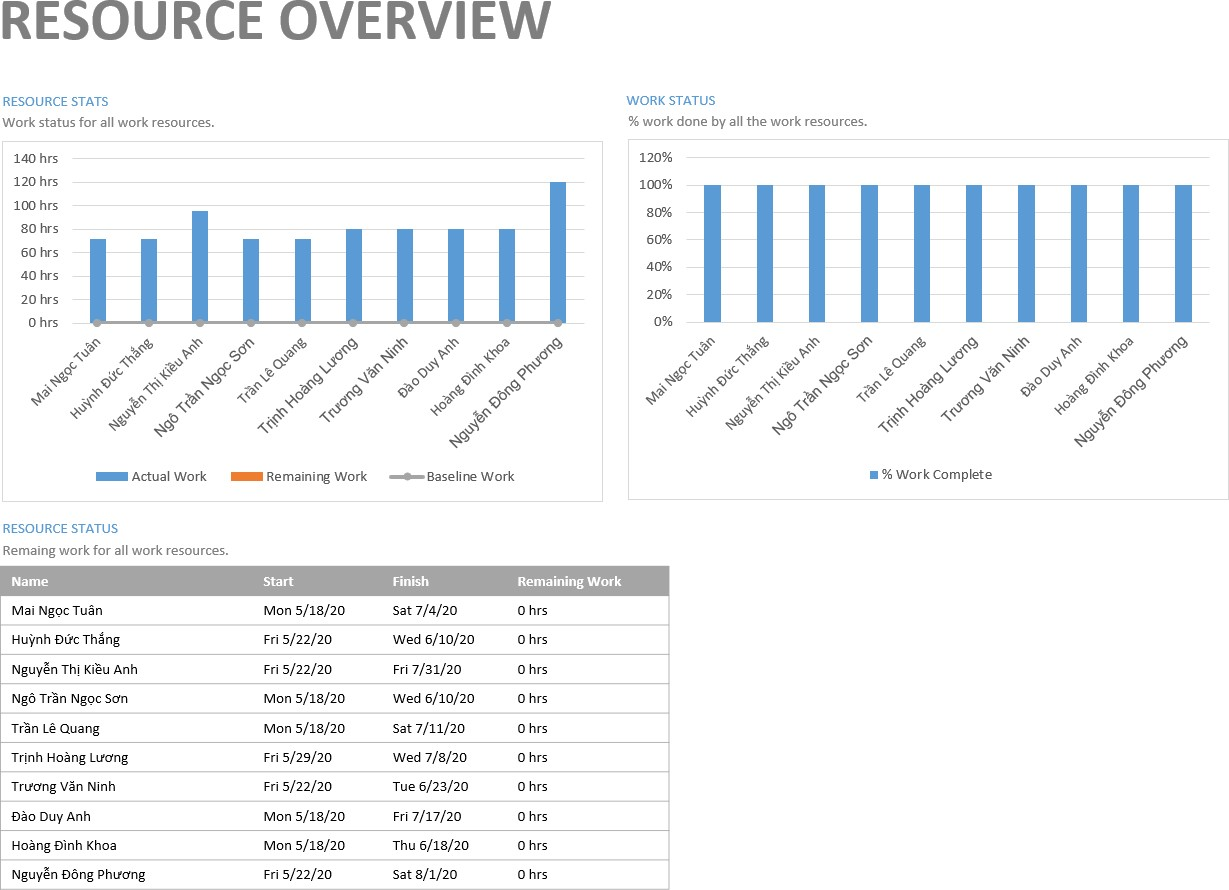 RESOURCE OVERVIEW
RESOURCE STATS
Work status for all work resources.
140 hrs
120 hrs
100 hrs
80 hrs
60 hrs
40 hrs
20 hrs
0 hrs
Mai Ngọc Tuân
Huỳnh Đức Thắng
Nguyễn Thị Kiều Anh
Ngô Trần Ngọc Sơn
Trần Lê Quang
Trịnh Hoàng Lương
Trương Văn Ninh
Đào Duy Anh
Hoàng Đình Khoa
Nguyễn Đông Phương
Actual Work Remaining Work Baseline Work
WORK STATUS
% work done by all the work resources.
120%
100%
80%
60%
40%
20%
0%
Mai Ngọc Tuân
Huỳnh Đức Thắng
Nguyễn Thị Kiều Anh
Ngô Trần Ngọc Sơn
Trần Lê Quang
Trịnh Hoàng Lương
Trương Văn Ninh
Đào Duy Anh
Hoàng Đình Khoa
Nguyễn Đông Phương
% Work Complete
RESOURCE STATUS
Remaing work for all work resources.
Name Start Finish Remaining Work
Mai Ngọc Tuân Mon 5/18/20 Sat 7/4/20 0 hrs
Huỳnh Đức Thắng Fri 5/22/20 Wed 6/10/20 0 hrs
Nguyễn Thị Kiều Anh Fri 5/22/20 Fri 7/31/20 0 hrs
Ngô Trần Ngọc Sơn Mon 5/18/20 Wed 6/10/20 0 hrs
Trần Lê Quang Mon 5/18/20 Sat 7/11/20 0 hrs
Trịnh Hoàng Lương Fri 5/29/20 Wed 7/8/20 0 hrs
Trương Văn Ninh Fri 5/22/20 Tue 6/23/20 0 hrs
Đào Duy Anh Mon 5/18/20 Fri 7/17/20 0 hrs
Hoàng Đình Khoa Mon 5/18/20 Thu 6/18/20 0 hrs
Nguyễn Đông Phương Fri 5/22/20 Sat 8/1/20 0 hrs